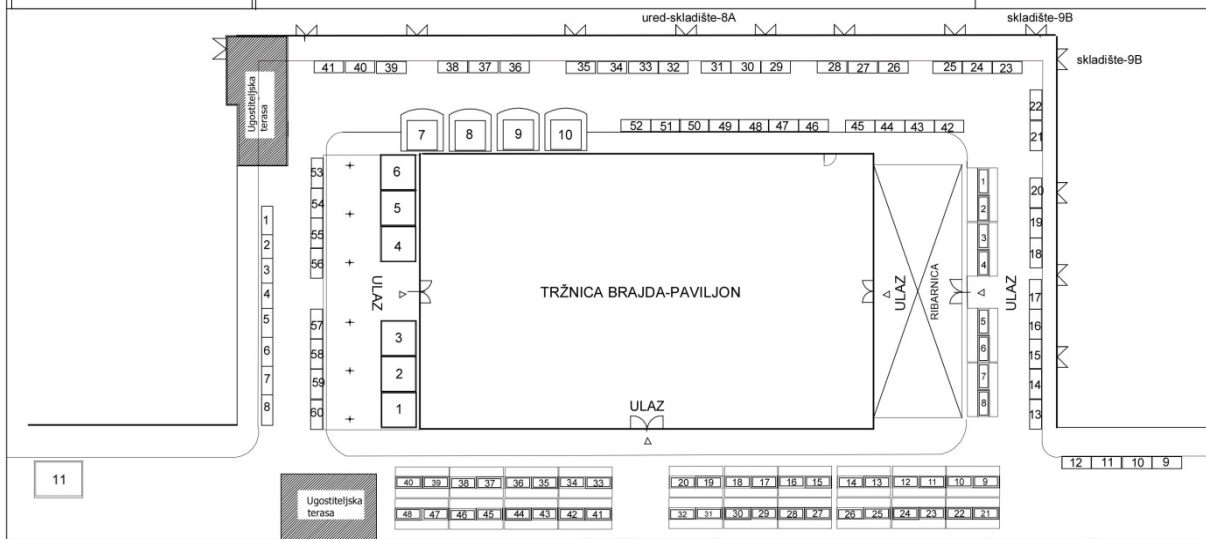 ured-skladište-8A
skladište-9B
skladište-9B
41 40 39 38 37 36 35 34 33 32 31 30 29 28 27 26 25 24 23
Ugostiteljska
terasa
22
21
7 8 9 10
52 51 50 49 48 47 46 45 44 43 42
53
54
55
56
6
5
4
1
2
3
4
20
19
18
1
2
3
4
5
6
7
8
ULAZ
TRŽNICA BRAJDA-PAVILJON
ULAZ
RIBARNICA
ULAZ
57
58
59
60
3
2
1
5
6
7
8
17
16
15
14
13
ULAZ
11
12 11 10 9
40 39 38 37 36 35 34 33 20 19 18 17 16 15 14 13 12 11 10 9
Ugostiteljska
terasa
48 47 46 45 44 43 42 41 32 31 30 29 28 27 26 25 24 23 22 21